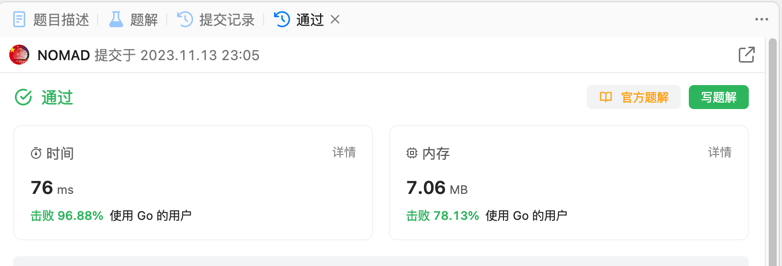 题目描述 题解 提交记录 通过
NOMAD 提交于 2023.11.13 23:05
通过 官方题解 写题解
时间 详情 内存 详情
76 ms 7.06 MB
击败 96.88% 使用 Go 的用户 击败 78.13% 使用 Go 的用户